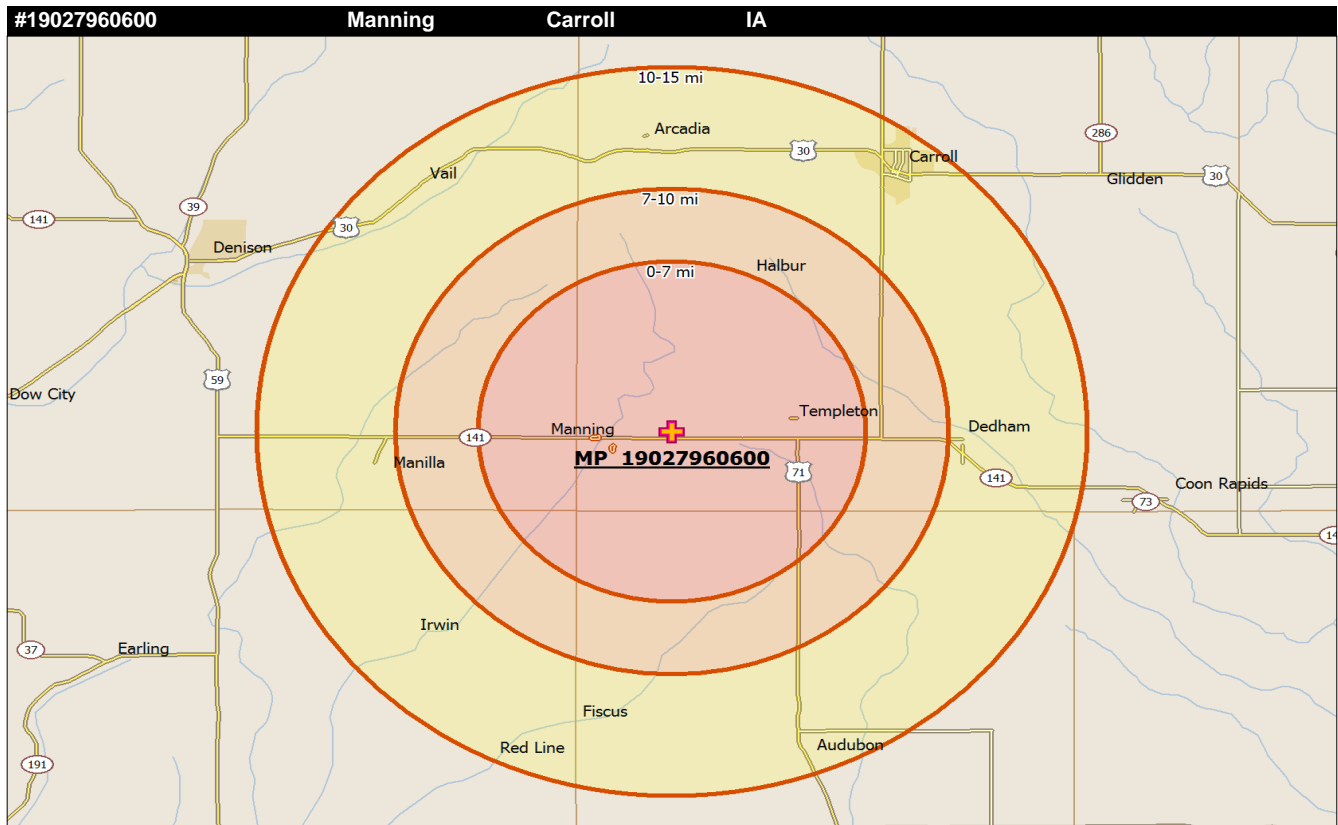 #19027960600 Manning Carroll IA
10-15 mi
Arcadia
286
30
Carroll
Vail
Glidden
30
7-10 mi
39
141
30
Denison
Halbur
0-7 mi
59
Dow City
Templeton
Manning
141
Dedham
Manilla
MP 19027960600
71
141
Coon Rapids
73
14
Irwin
37
Earling
Fiscus
Red Line
Audubon
191